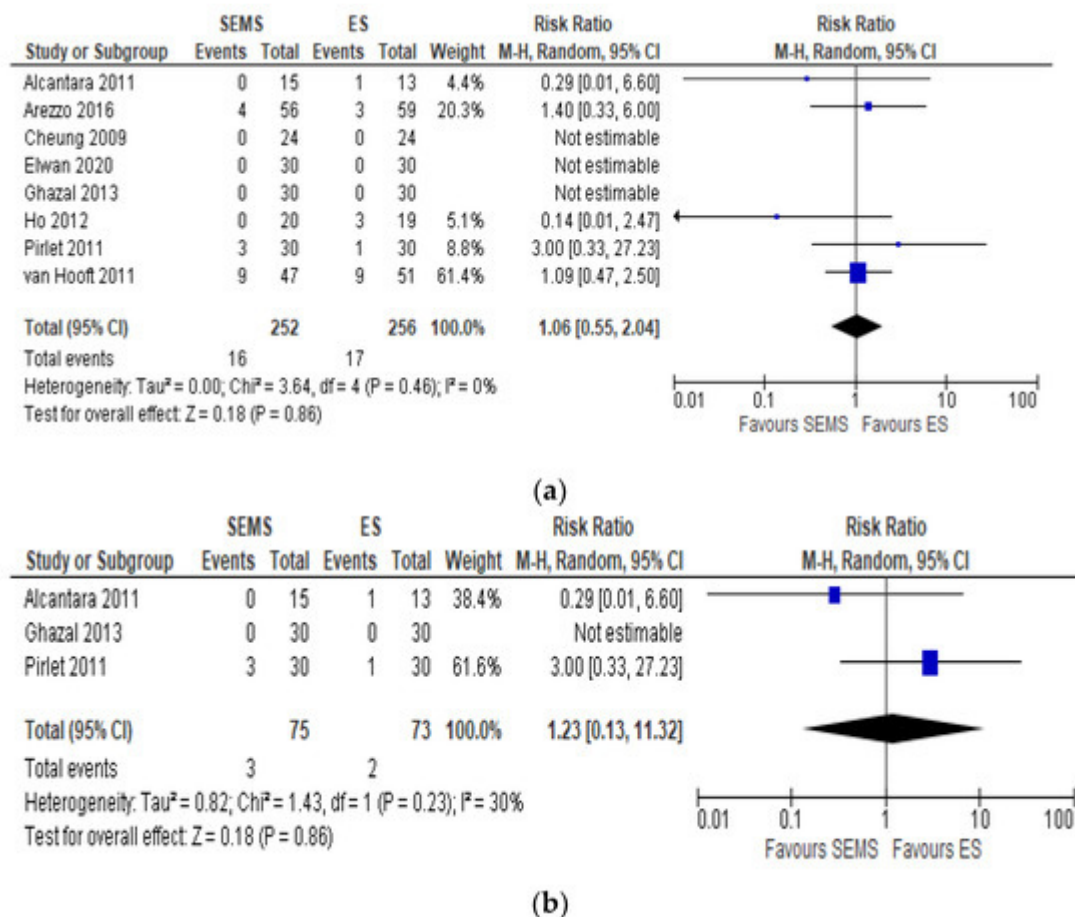 SEMS ES Risk Ratio Risk Ratio
Study or Subgroup Events Total Events Total Weight M-H, Random, 95% CI M-H, Random, 95% CI
Alcantara 2011 0 15 1 13 4.4% 0.29 [0.01, 6.60]
Arezzo 2016 4 56 3 59 20.3% 1.40 [0.33, 6.00]
Cheung 2009 0 24 0 24 Not estimable
Elwan 2020 0 30 0 30 Not estimable
Ghazal 2013 0 30 0 30 Not estimable
Ho 2012 0 20 3 19 5.1% 0.14 [0.01, 2.47]
Pirlet 2011 3 30 1 30 8.8% 3.00 [0.33, 27.23]
van Hooft 2011 9 47 9 51 61.4% 1.09 [0.47, 2.50]
Total (95% CI) 252 256 100.0% 1.06 [0.55, 2.04]
Total events 16 17
Heterogeneity: Tau² = 0.00; Chi² = 3.64, df = 4 (P = 0.46); I² = 0%
Test for overall effect: Z = 0.18 (P = 0.86)
0.01 0.1 1 10 100
Favours SEMS Favours ES
(a)
SEMS ES Risk Ratio Risk Ratio
Study or Subgroup Events Total Events Total Weight M-H, Random, 95% CI M-H, Random, 95% CI
Alcantara 2011 0 15 1 13 38.4% 0.29 [0.01, 6.60]
Ghazal 2013 0 30 0 30 Not estimable
Pirlet 2011 3 30 1 30 61.6% 3.00 [0.33, 27.23]
Total (95% CI) 75 73 100.0% 1.23 [0.13, 11.32]
Total events 3 2
Heterogeneity: Tau² = 0.82; Chi² = 1.43, df = 1 (P = 0.23); I² = 30%
Test for overall effect: Z = 0.18 (P = 0.86)
0.01 0.1 1 10 100
Favours SEMS Favours ES
(b)